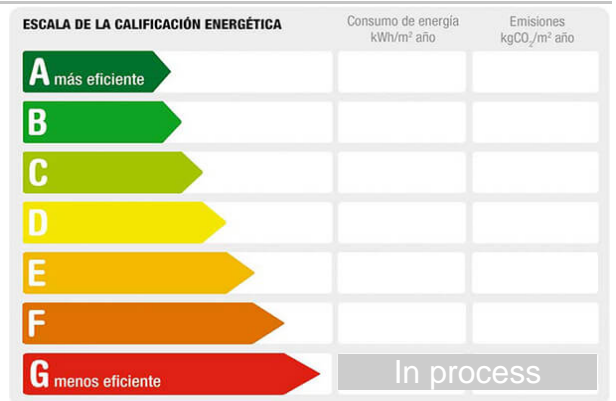 ESCALA DE LA CALIFICACIÓN ENERGÉTICA
Consumo de energía
kWh/m² año
Emisiones
kgCO₂/m² año
A más eficiente
B
C
D
E
F
G menos eficiente
In process